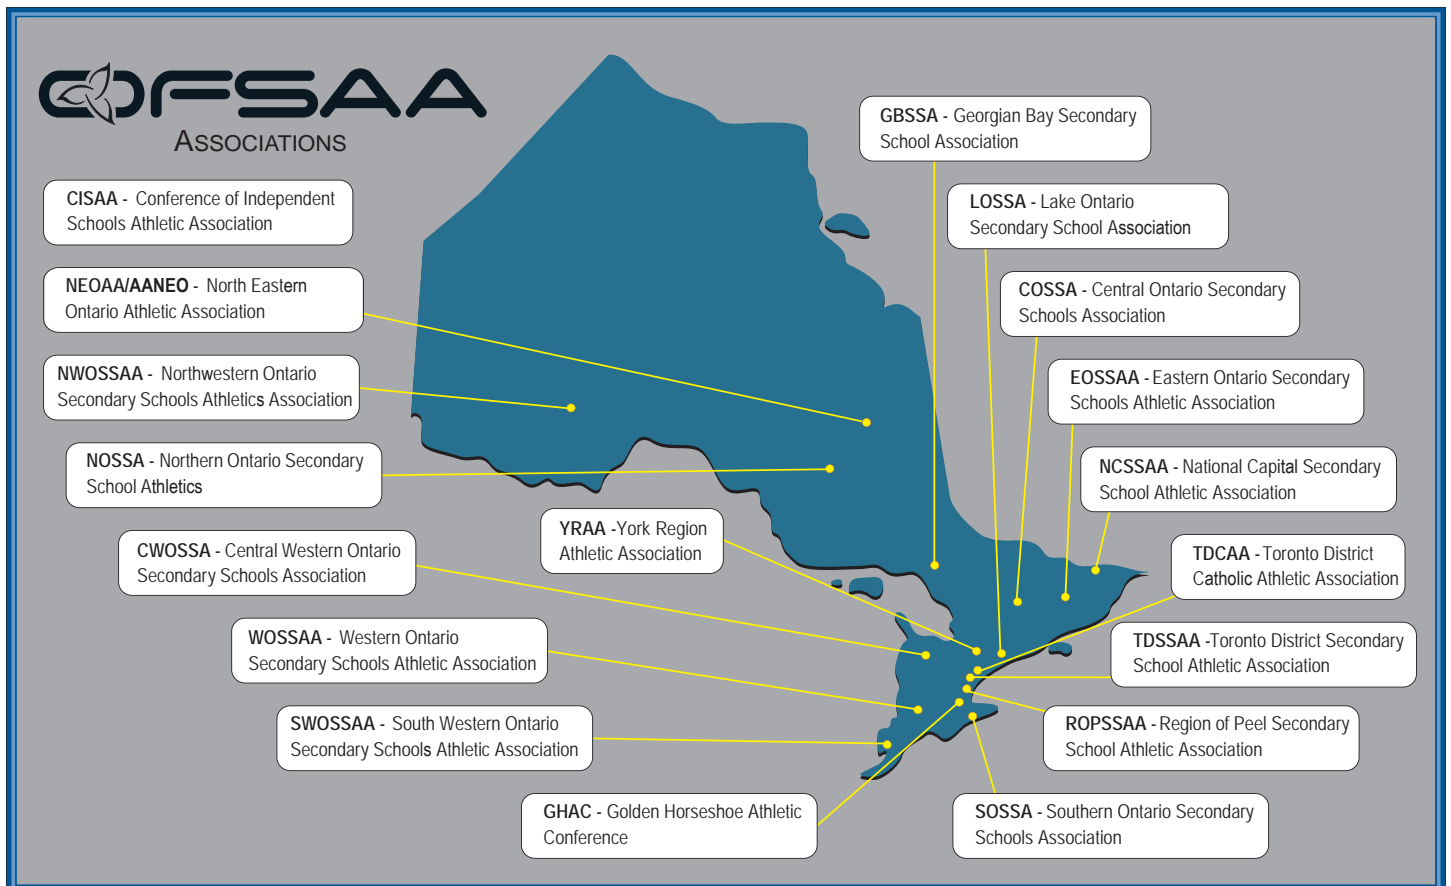 OFSAA
ASSOCIATIONS
CISAA - Conference of Independent
Schools Athletic Association
NEOAA/AANEO - North Eastern
Ontario Athletic Association
NWOSSAA - Northwestern Ontario
Secondary Schools Athletics Association
NOSSA - Northern Ontario Secondary
School Athletics
CWOSSA - Central Western Ontario
Secondary Schools Association
WOSSAA - Western Ontario
Secondary Schools Athletic Association
SWOSSAA - South Western Ontario
Secondary Schools Athletic Association
GHAC - Golden Horseshoe Athletic
Conference
YRAA -York Region
Athletic Association
GBSSA - Georgian Bay Secondary
School Association
LOSSA - Lake Ontario
Secondary School Association
COSSA - Central Ontario Secondary
Schools Association
EOSSAA - Eastern Ontario Secondary
Schools Athletic Association
NCSSAA - National Capital Secondary
School Athletic Association
TDCAA - Toronto District
Catholic Athletic Association
TDSSAA -Toronto District Secondary
School Athletic Association
ROPSSAA - Region of Peel Secondary
School Athletic Association
SOSSA - Southern Ontario Secondary
Schools Association